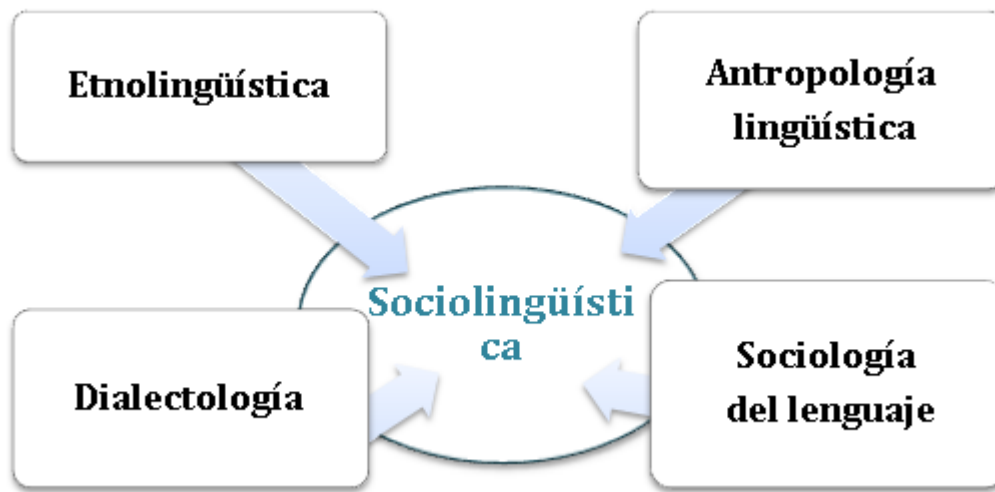 Etnolingüística
Antropología
lingüística
Sociolingüísti
ca
Dialectología
Sociología
del lenguaje